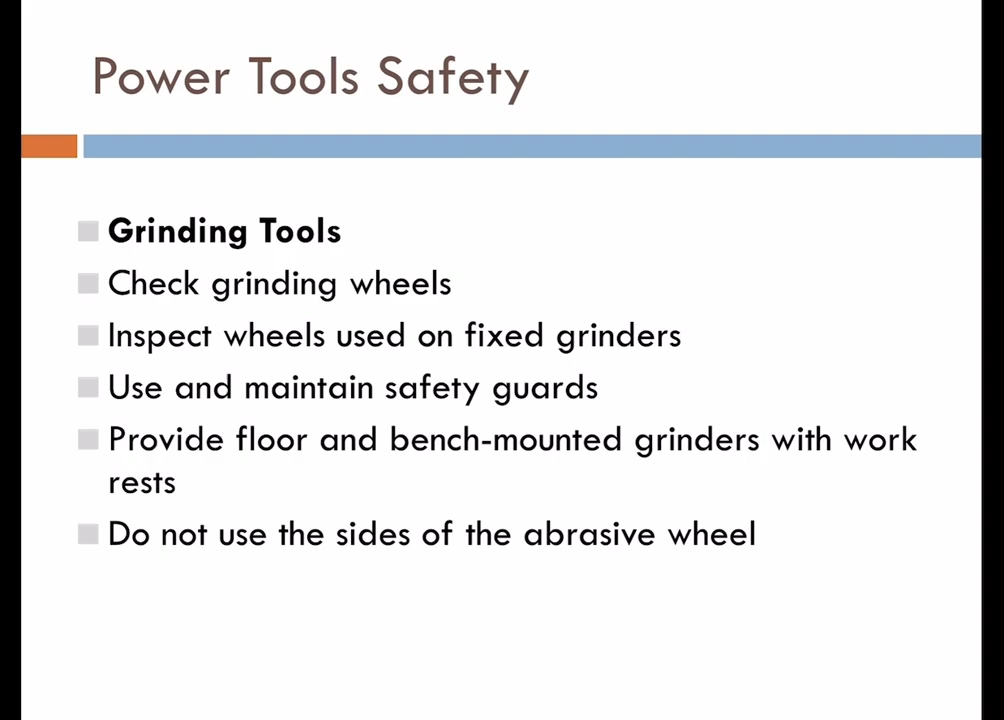 Power Tools Safety
Grinding Tools
Check grinding wheels
Inspect wheels used on fixed grinders
Use and maintain safety guards
Provide floor and bench-mounted grinders with work
rests
Do not use the sides of the abrasive wheel